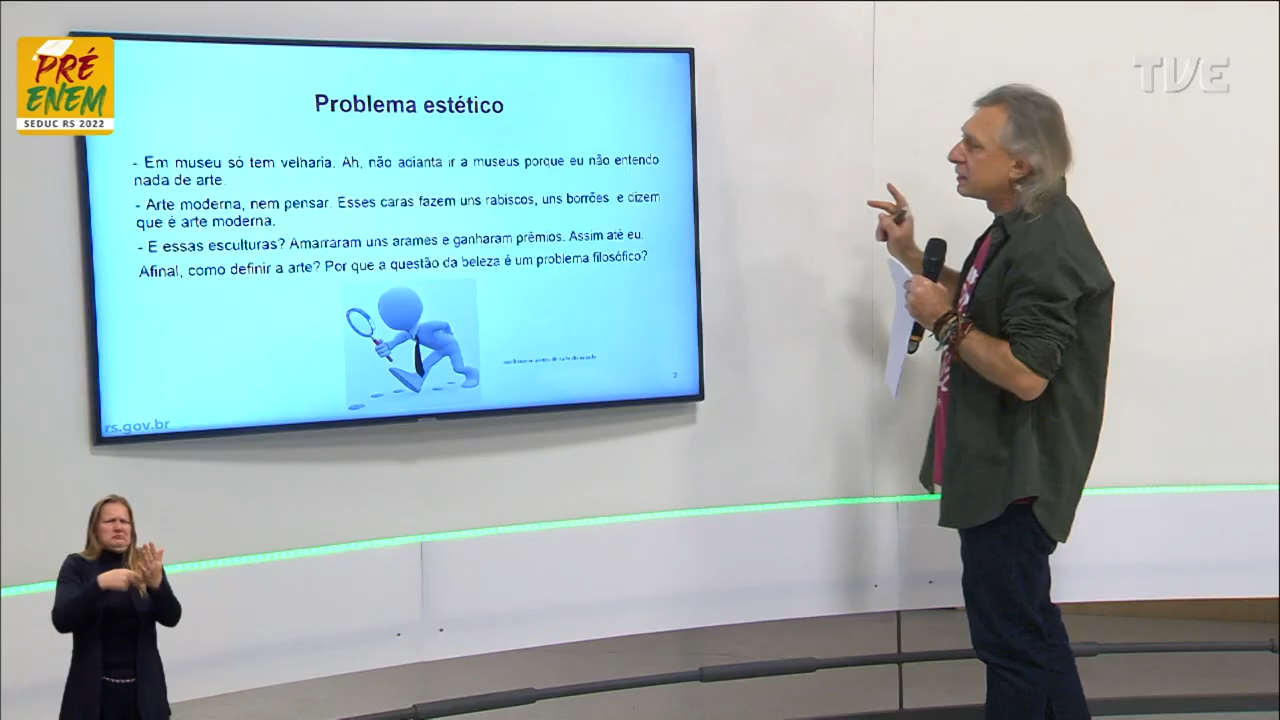 PRÉ
ENEM
SEDUC RS 2022
TVE
Problema estético
- Em museu só tem velharia. Ah, não adianta ir a museus porque eu não entendo
nada de arte.
- Arte moderna, nem pensar. Esses caras fazem uns rabiscos, uns borrões e dizem
que é arte moderna.
- E essas esculturas? Amarraram uns arames e ganharam prêmios. Assim até eu.
Afinal, como definir a arte? Por que a questão da beleza é um problema filosófico?
2
rs.gov.br